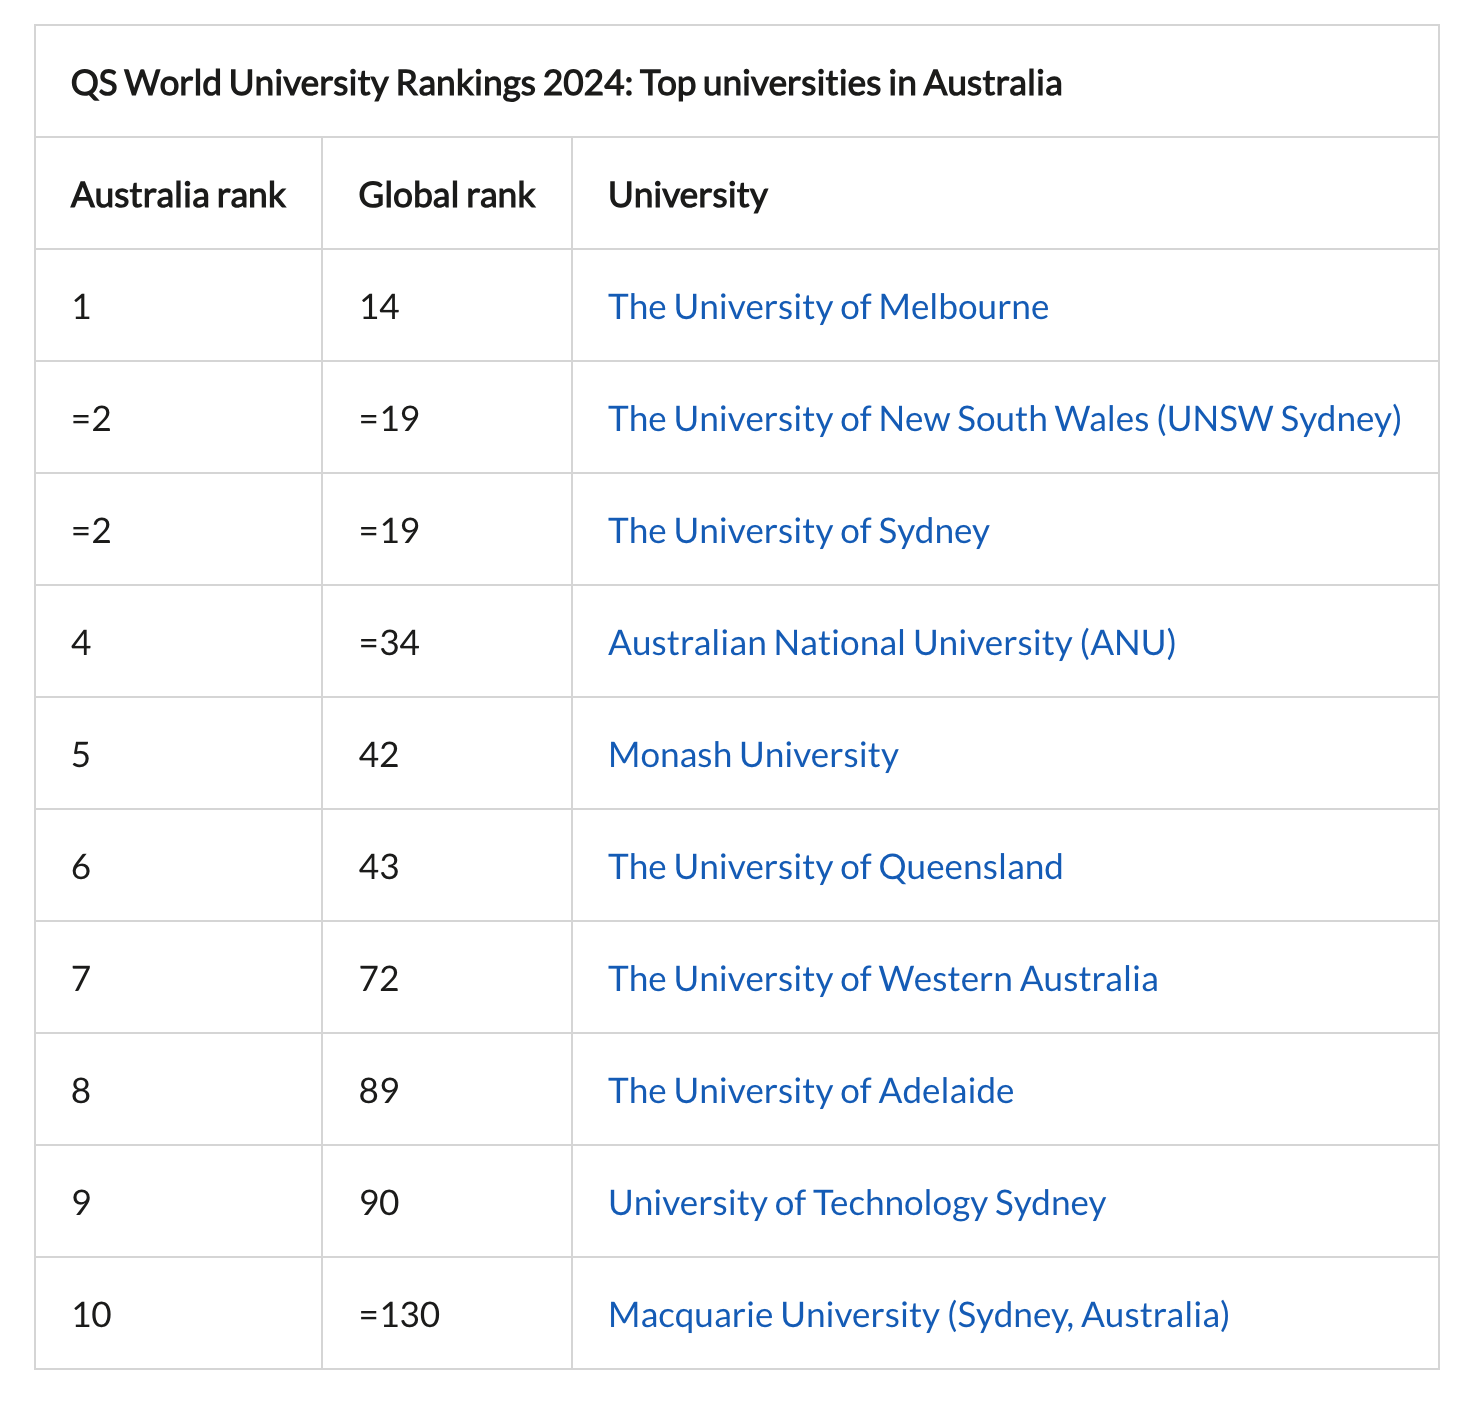 QS World University Rankings 2024: Top universities in Australia
Australia rank Global rank University
1 14 The University of Melbourne
=2 =19 The University of New South Wales (UNSW Sydney)
=2 =19 The University of Sydney
4 =34 Australian National University (ANU)
5 42 Monash University
6 43 The University of Queensland
7 72 The University of Western Australia
8 89 The University of Adelaide
9 90 University of Technology Sydney
10 =130 Macquarie University (Sydney, Australia)